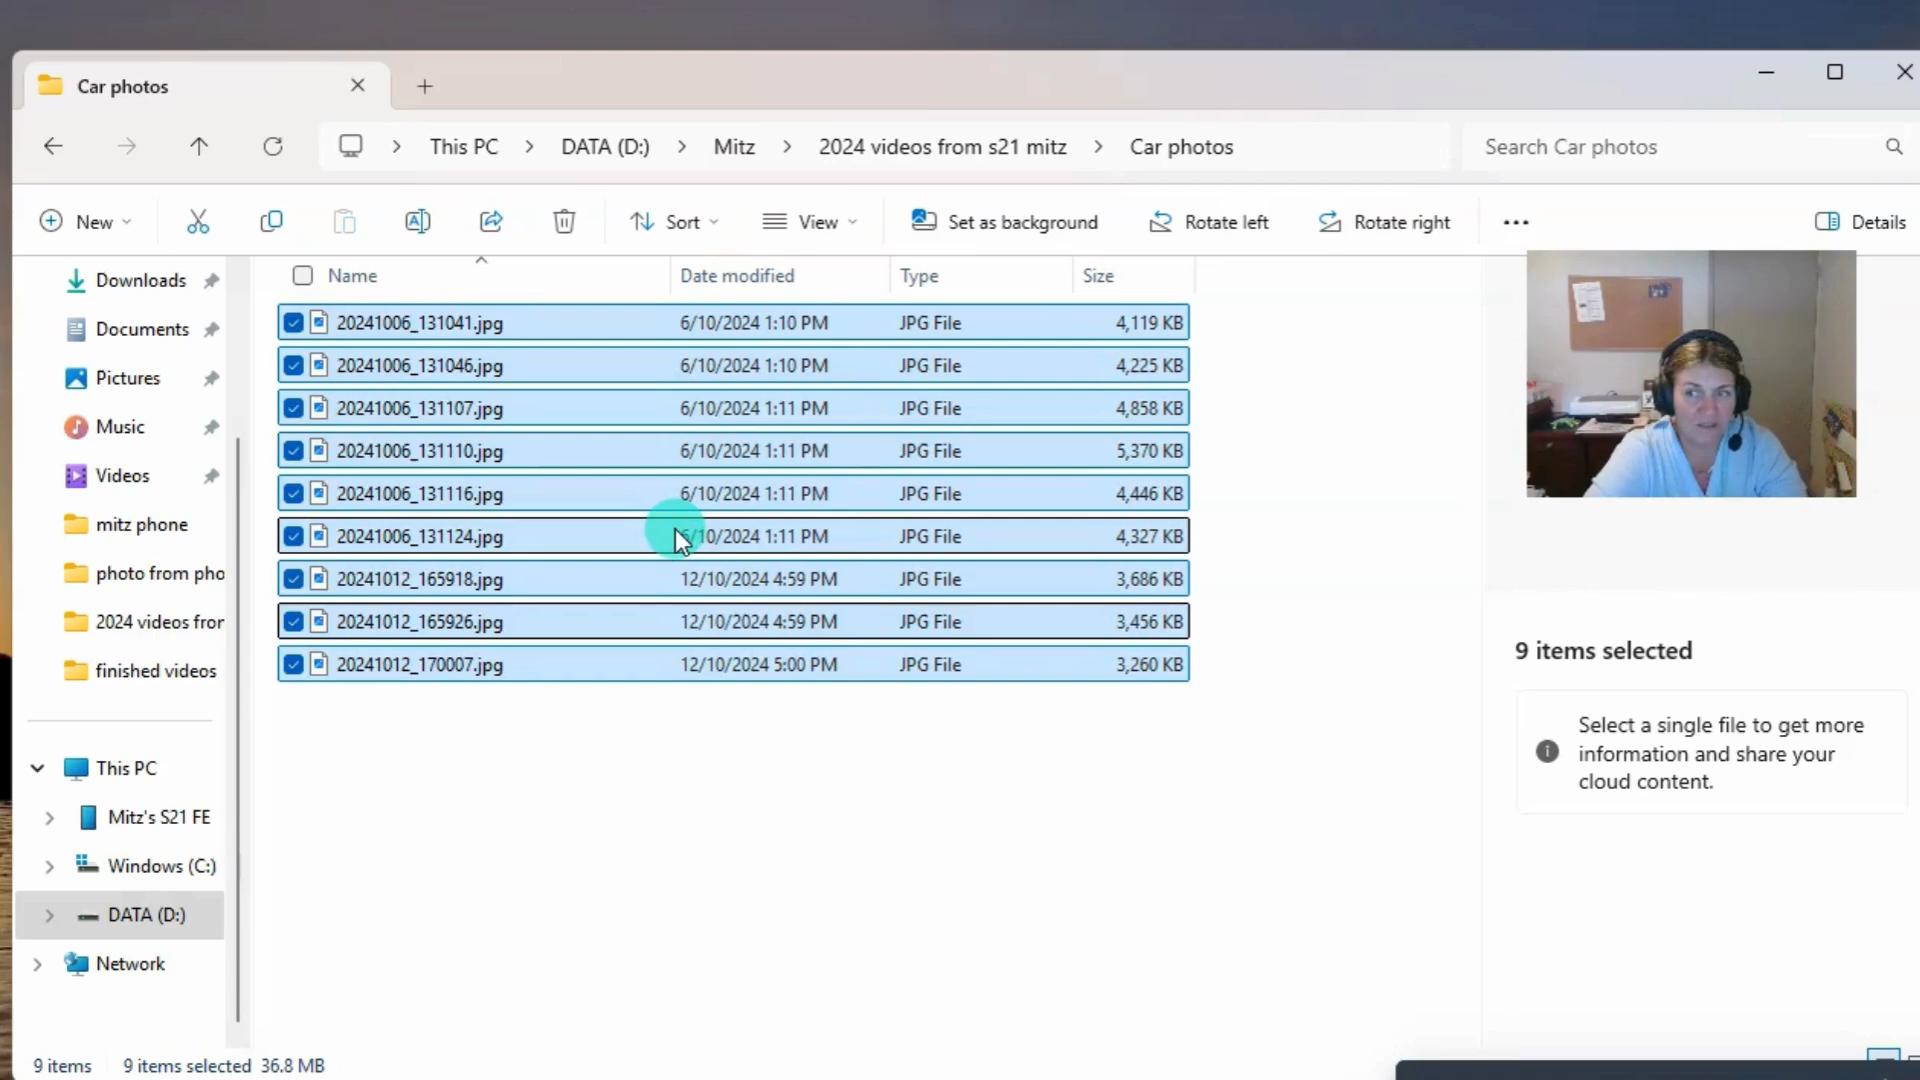 Car photos
This PC DATA (D:) Mitz 2024 videos from s21 mitz Car photos
Search Car photos
New Sort View Set as background Rotate left Rotate right Details
Name Date modified Type Size
20241006_131041.jpg 6/10/2024 1:10 PM JPG File 4,119 KB
20241006_131046.jpg 6/10/2024 1:10 PM JPG File 4,225 KB
20241006_131107.jpg 6/10/2024 1:11 PM JPG File 4,858 KB
20241006_131110.jpg 6/10/2024 1:11 PM JPG File 5,370 KB
20241006_131116.jpg 6/10/2024 1:11 PM JPG File 4,446 KB
20241006_131124.jpg 6/10/2024 1:11 PM JPG File 4,327 KB
20241012_165918.jpg 12/10/2024 4:59 PM JPG File 3,686 KB
20241012_165926.jpg 12/10/2024 4:59 PM JPG File 3,456 KB
20241012_170007.jpg 12/10/2024 5:00 PM JPG File 3,260 KB
Downloads
Documents
Pictures
Music
Videos
mitz phone
photo from pho
2024 videos fror
finished videos
This PC
Mitz's S21 FE
Windows (C:)
DATA (D:)
Network
9 items selected
Select a single file to get more
information and share your
cloud content.
9 items 9 items selected 36.8 MB